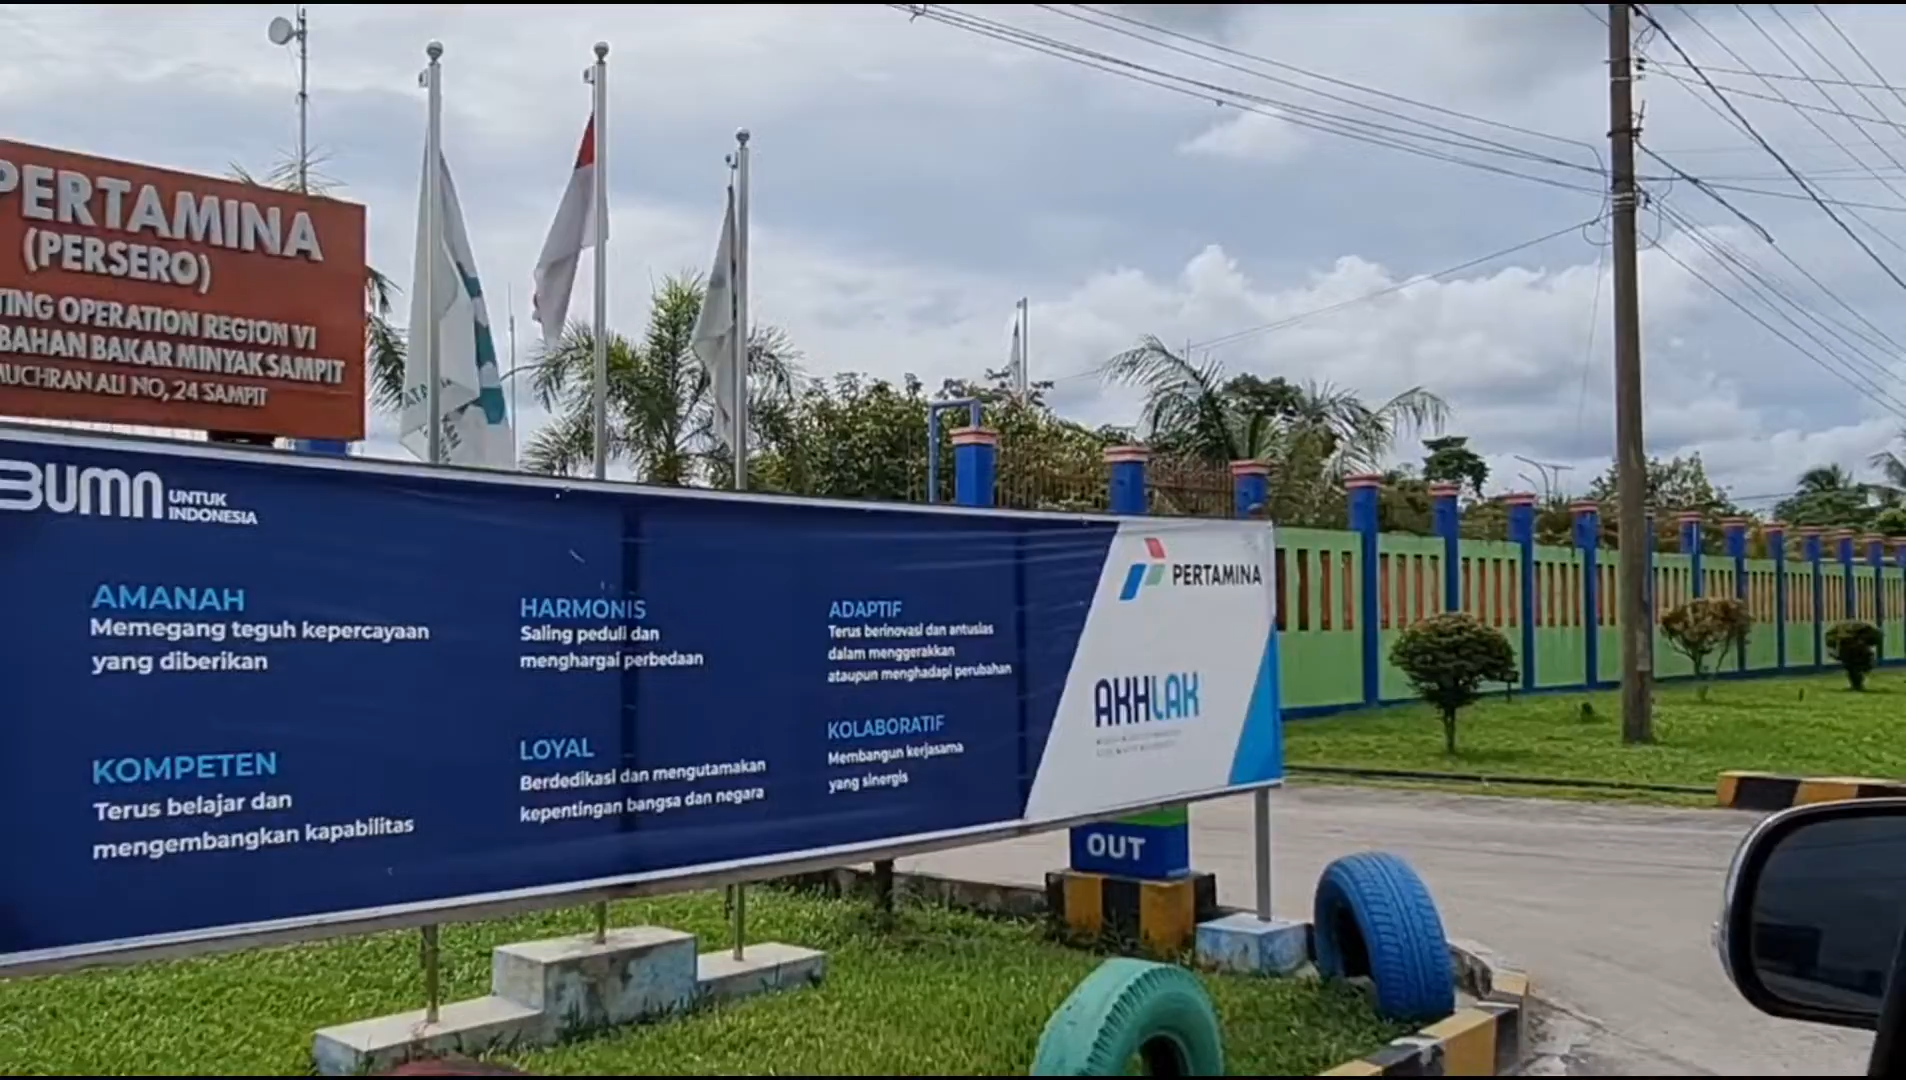 PERTAMINA
(PERSERO)
OPERATION REGION VI
BAHAN BAKAR MINYAK SAMPIT
ALI NO, 24 SAMPIT
BUMN
UNTUK
INDONESIA
AMANAH
Memegang teguh kepercayaan
yang diberikan
KOMPETEN
Terus belajar dan
mengembangkan kapabilitas
HARMONIS
Saling peduli dan
menghargai perbedaan
LOYAL
Berdedikasi dan mengutamakan
kepentingan bangsa dan negara
ADAPTIF
Terus berinovasi dan antusias
dalam menggerakkan
ataupun menghadapi perubahan
KOLABORATIF
Membangun kerjasama
yang sinergis
PERTAMINA
AKHLAK
OUT